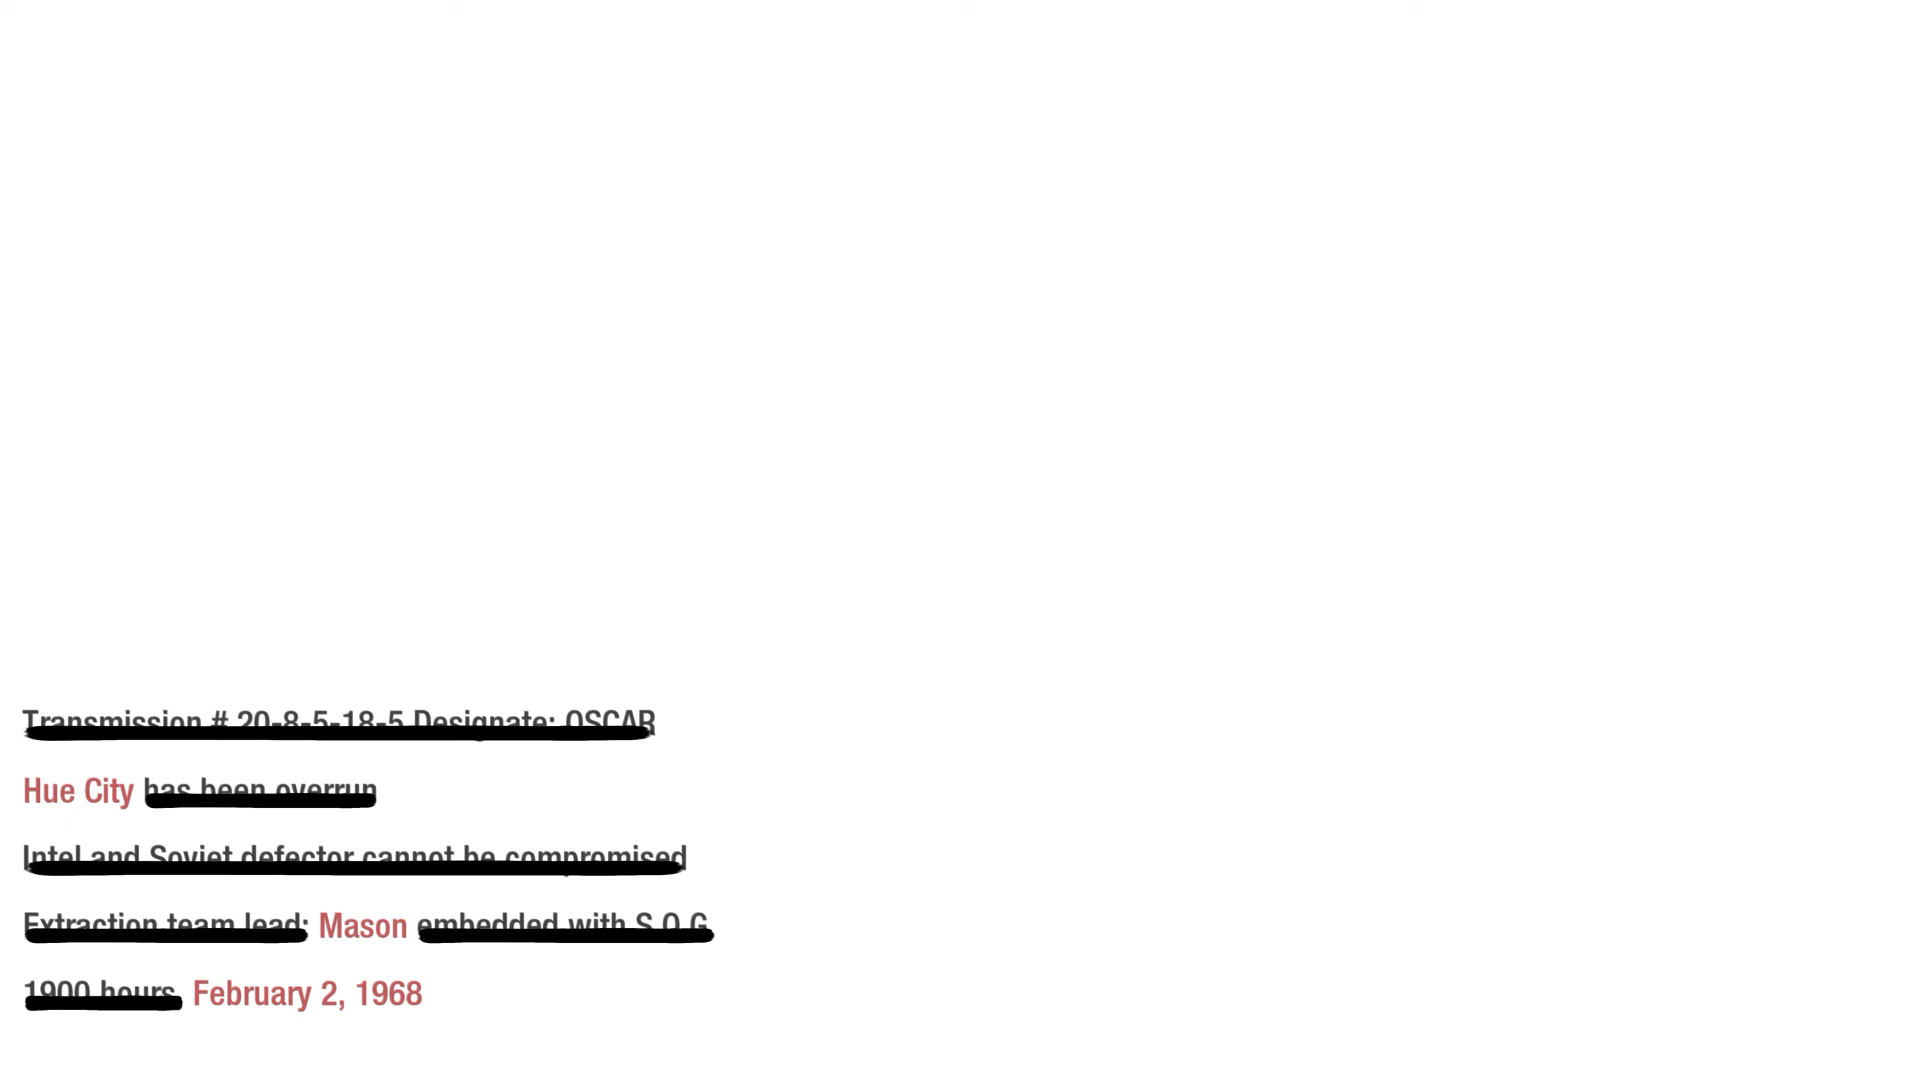 Transmission # 20-8-5-18-5 Designate: OSCAR
Hue City has been overrun
Intel and Soviet defector cannot be compromised
Extraction team lead: Mason embedded with S.O.G.
1900 hours, February 2, 1968